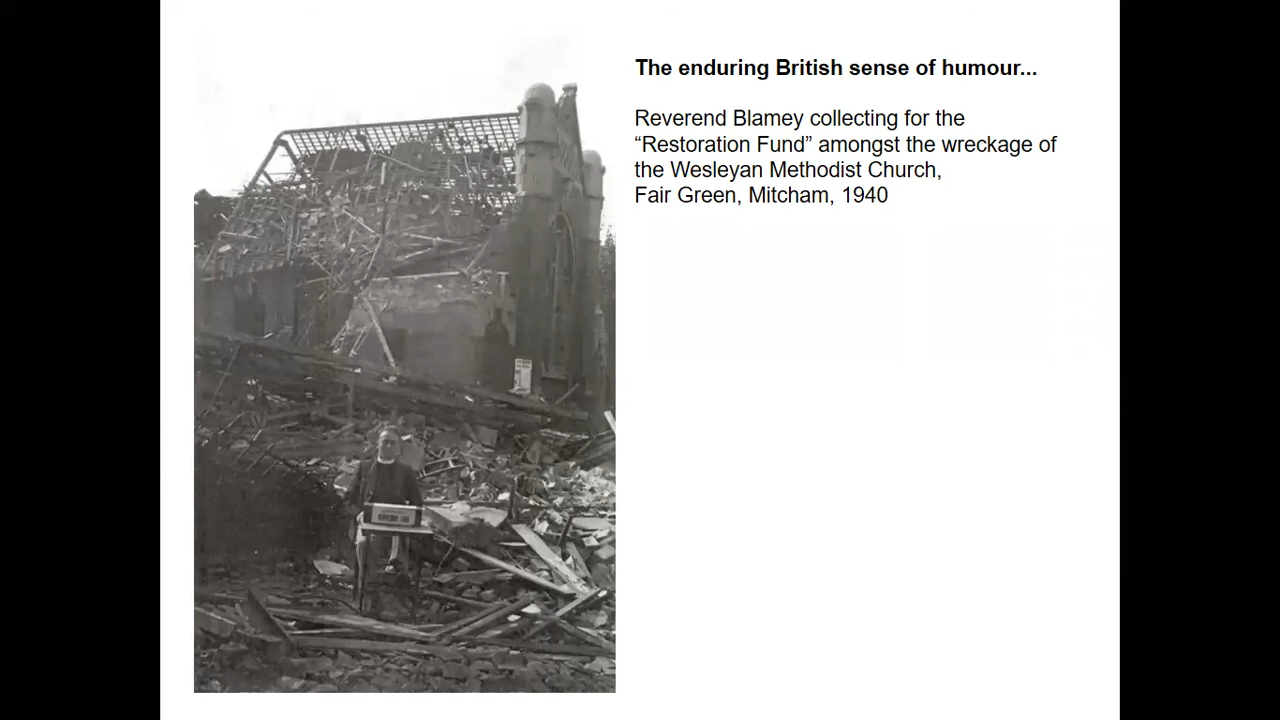 The enduring British sense of humour...
Reverend Blamey collecting for the
“Restoration Fund” amongst the wreckage of
the Wesleyan Methodist Church,
Fair Green, Mitcham, 1940